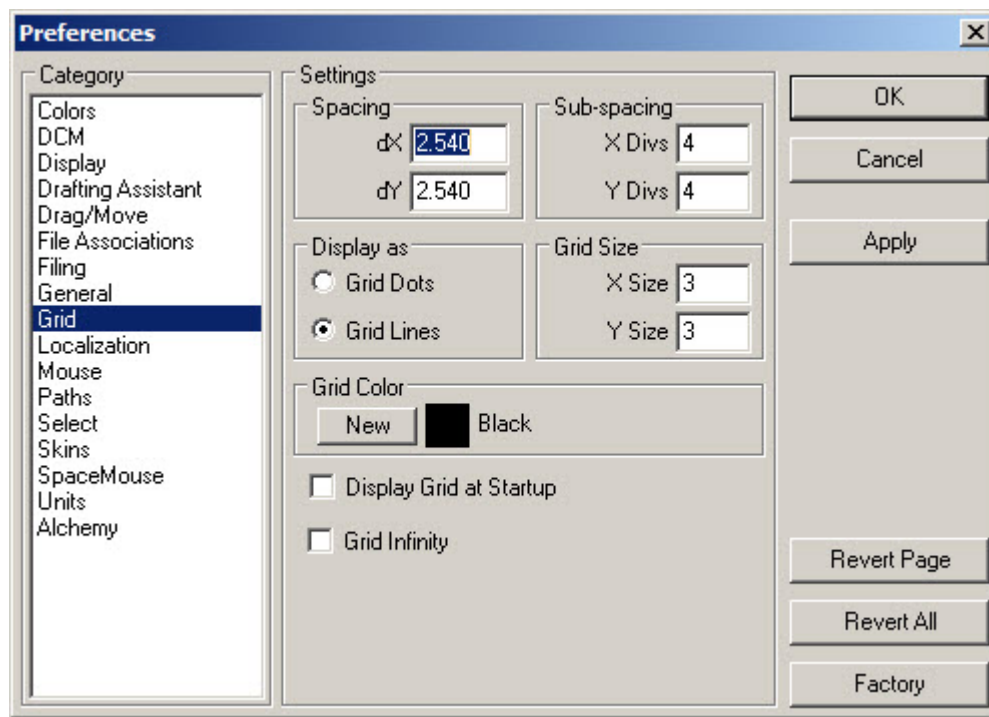 Preferences
Category
Colors
DCM
Display
Drafting Assistant
Drag/Move
File Associations
Filing
General
Grid
Localization
Mouse
Paths
Select
Skins
SpaceMouse
Units
Alchemy
Settings
Spacing
dX 2.540
dY 2.540
Sub-spacing
X Divs 4
Y Divs 4
Display as
Grid Dots
Grid Lines
Grid Size
X Size 3
Y Size 3
Grid Color
New Black
Display Grid at Startup
Grid Infinity
OK
Cancel
Apply
Revert Page
Revert All
Factory